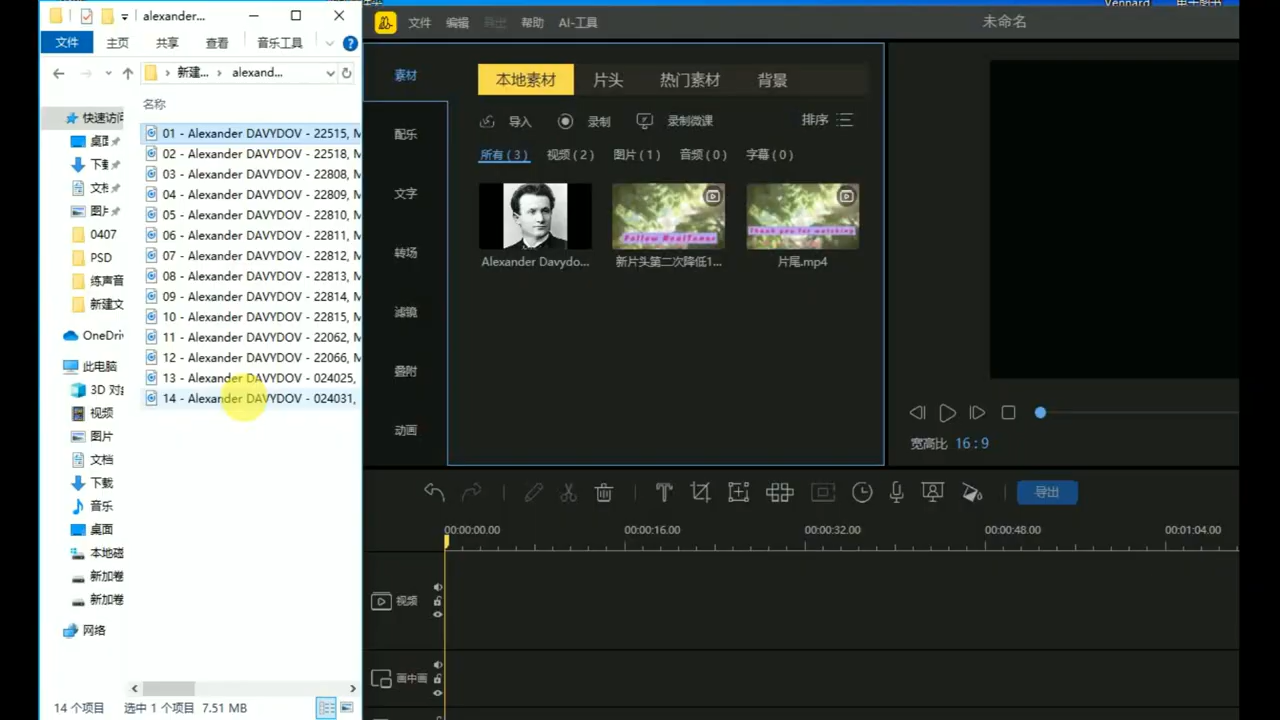 alexander...
文件 主页 共享 查看 音乐工具
新建... alexand...
名称
快速访问
桌面
下载
文档
图片
0407
PSD
练声音
新建文
OneDriv
此电脑
3D 对象
视频
图片
文档
下载
音乐
桌面
本地磁
新加卷
新加卷
网络
01 - Alexander DAVYDOV - 22515, M
02 - Alexander DAVYDOV - 22518, M
03 - Alexander DAVYDOV - 22808, M
04 - Alexander DAVYDOV - 22809, M
05 - Alexander DAVYDOV - 22810, M
06 - Alexander DAVYDOV - 22811, M
07 - Alexander DAVYDOV - 22812, M
08 - Alexander DAVYDOV - 22813, M
09 - Alexander DAVYDOV - 22814, M
10 - Alexander DAVYDOV - 22815, M
11 - Alexander DAVYDOV - 22062, M
12 - Alexander DAVYDOV - 22066, M
13 - Alexander DAVYDOV - 024025,
14 - Alexander DAVYDOV - 024031,
14 个项目 选中 1 个项目 7.51 MB
Vennard
文件 编辑 导出 帮助 AI-工具
未命名
素材
配乐
文字
转场
滤镜
叠附
动画
本地素材 片头 热门素材 背景
导入 录制 录制微课 排序
所有 ( 3 ) 视频 ( 2 ) 图片 ( 1 ) 音频 ( 0 ) 字幕 ( 0 )
Follow RealTense
Thank you for watching
Alexander Davydo... 新片头第二次降低1... 片尾.mp4
宽高比 16 : 9
导出
00:00:00.00 00:00:16.00 00:00:32.00 00:00:48.00 00:01:04.00
视频
画中画